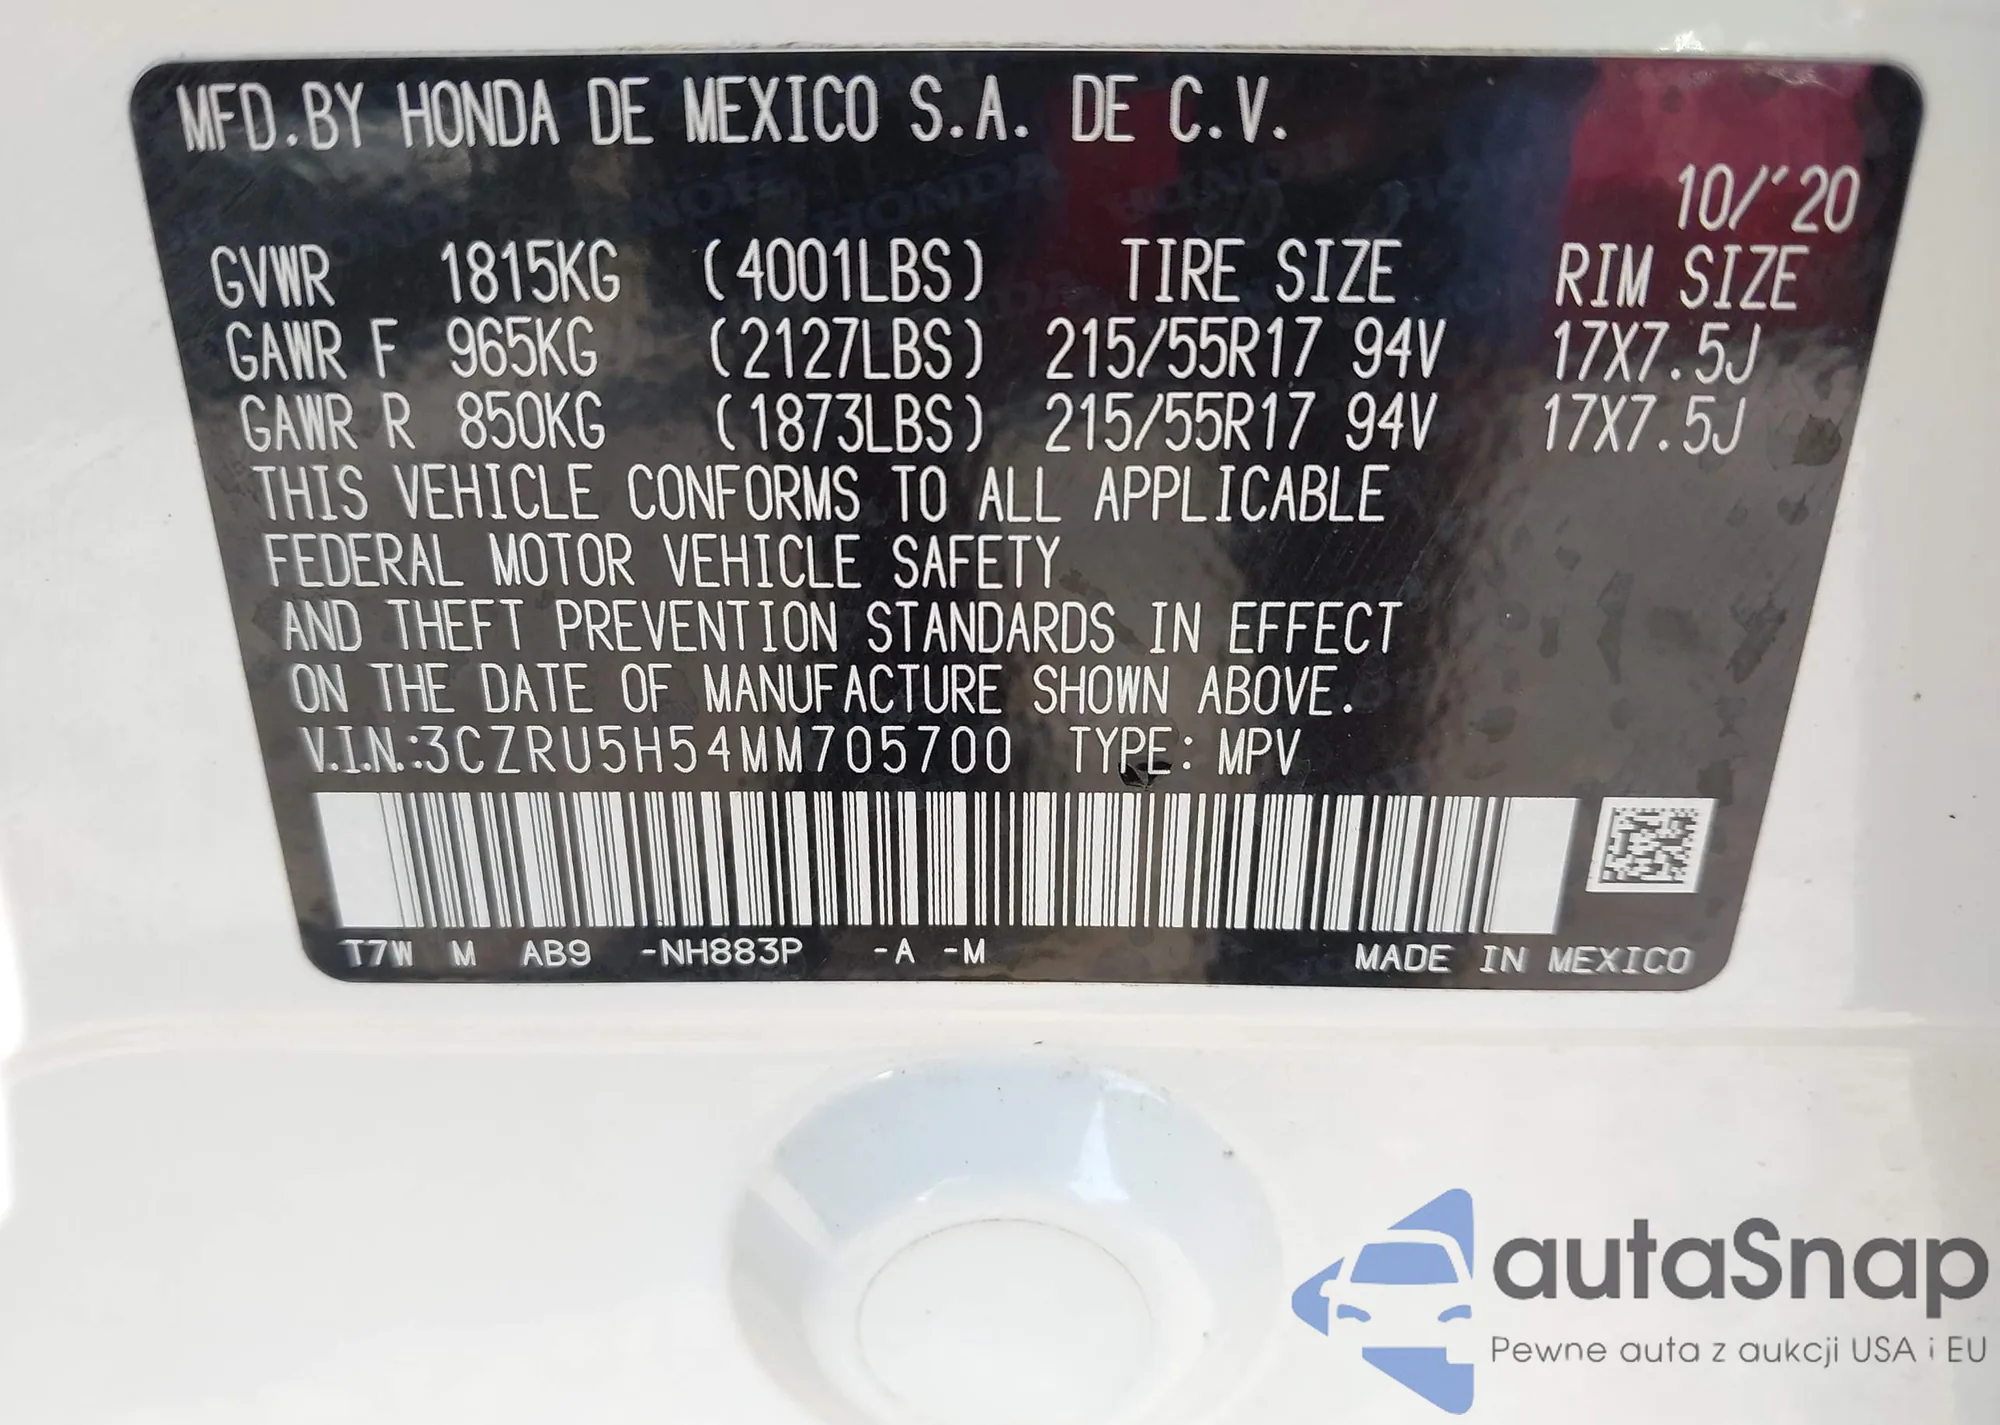 MFD.BY HONDA DE MEXICO S.A. DE C.V.
10/'20
GVWR 1815KG (4001LBS) TIRE SIZE RIM SIZE
GAWR F 965KG (2127LBS) 215/55R17 94V 17X7.5J
GAWR R 850KG (1873LBS) 215/55R17 94V 17X7.5J
THIS VEHICLE CONFORMS TO ALL APPLICABLE
FEDERAL MOTOR VEHICLE SAFETY
AND THEFT PREVENTION STANDARDS IN EFFECT
ON THE DATE OF MANUFACTURE SHOWN ABOVE.
V.I.N.:3CZRU5H54MM705700 TYPE: MPV
T7W M AB9 -NH883P -A -M MADE IN MEXICO
autaSnap
Pewne auta z aukcji USA i EU